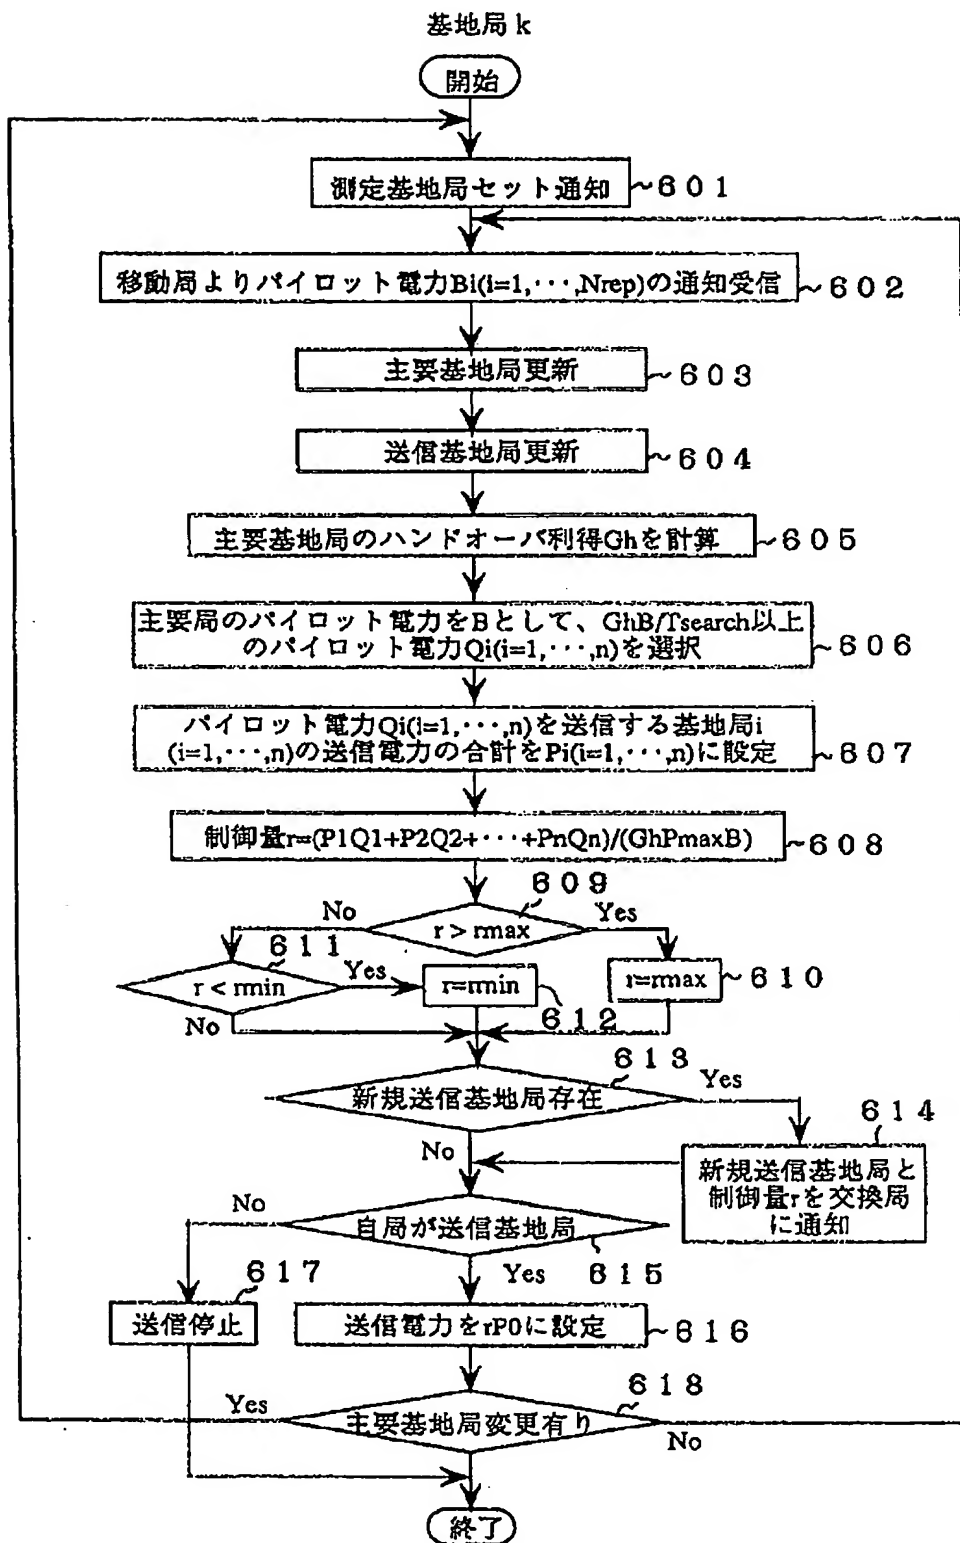 基地局 k
開始
測定基地局セット通知
601
移動局よりパイロット電力Bi(i=1,···,Nrep)の通知受信
602
主要基地局更新
603
送信基地局更新
604
主要基地局のハンドオーバ利得Ghを計算
605
主要局のパイロット電力をBとして、GhB/Tsearch以上
のパイロット電力Qi(i=1,···,n)を選択
606
パイロット電力Qi(i=1,···,n)を送信する基地局i
(i=1,···,n)の送信電力の合計をPi(i=1,···,n)に設定
607
制御量r=(P1Q1+P2Q2+···+PnQn)/(GhPmaxB)
608
609
No
r > rmax
Yes
611
r < rmin
Yes
r=rmin
r=rmax
610
No
612
613
新規送信基地局存在
Yes
614
No
新規送信基地局と
制御量rを交換局
に通知
No
自局が送信基地局
615
617
Yes
送信停止
送信電力をrP0に設定
616
618
Yes
主要基地局変更有り
No
終了